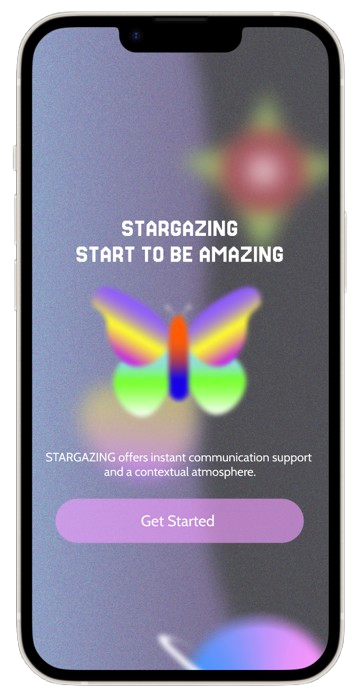 STARGAZING
START TO BE AMAZING
STARGAZING offers instant communication support
and a contextual atmosphere.
Get Started